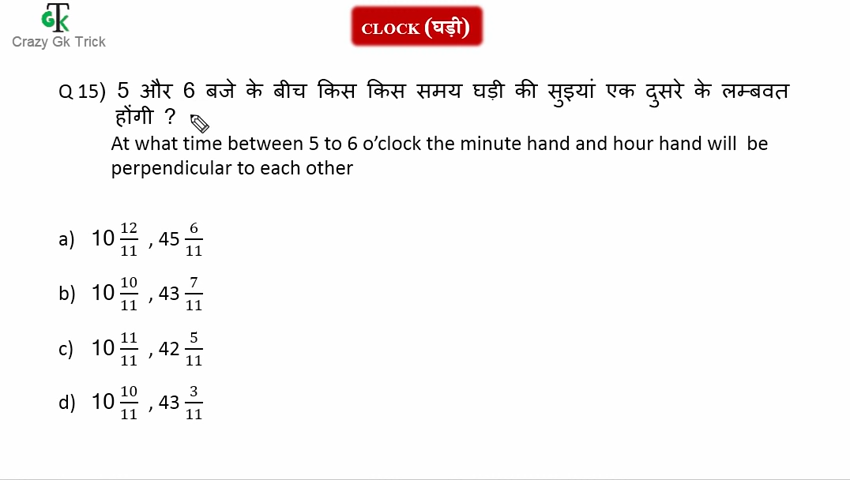 GTK
Crazy Gk Trick
CLOCK (घड़ी)
Q 15) 5 और 6 बजे के बीच किस किस समय घड़ी की सुइयां एक दुसरे के लम्बवत
होंगी ?
At what time between 5 to 6 o’clock the minute hand and hour hand will be
perpendicular to each other
a) 10 12/11 , 45 6/11
b) 10 10/11 , 43 7/11
c) 10 11/11 , 42 5/11
d) 10 10/11 , 43 3/11